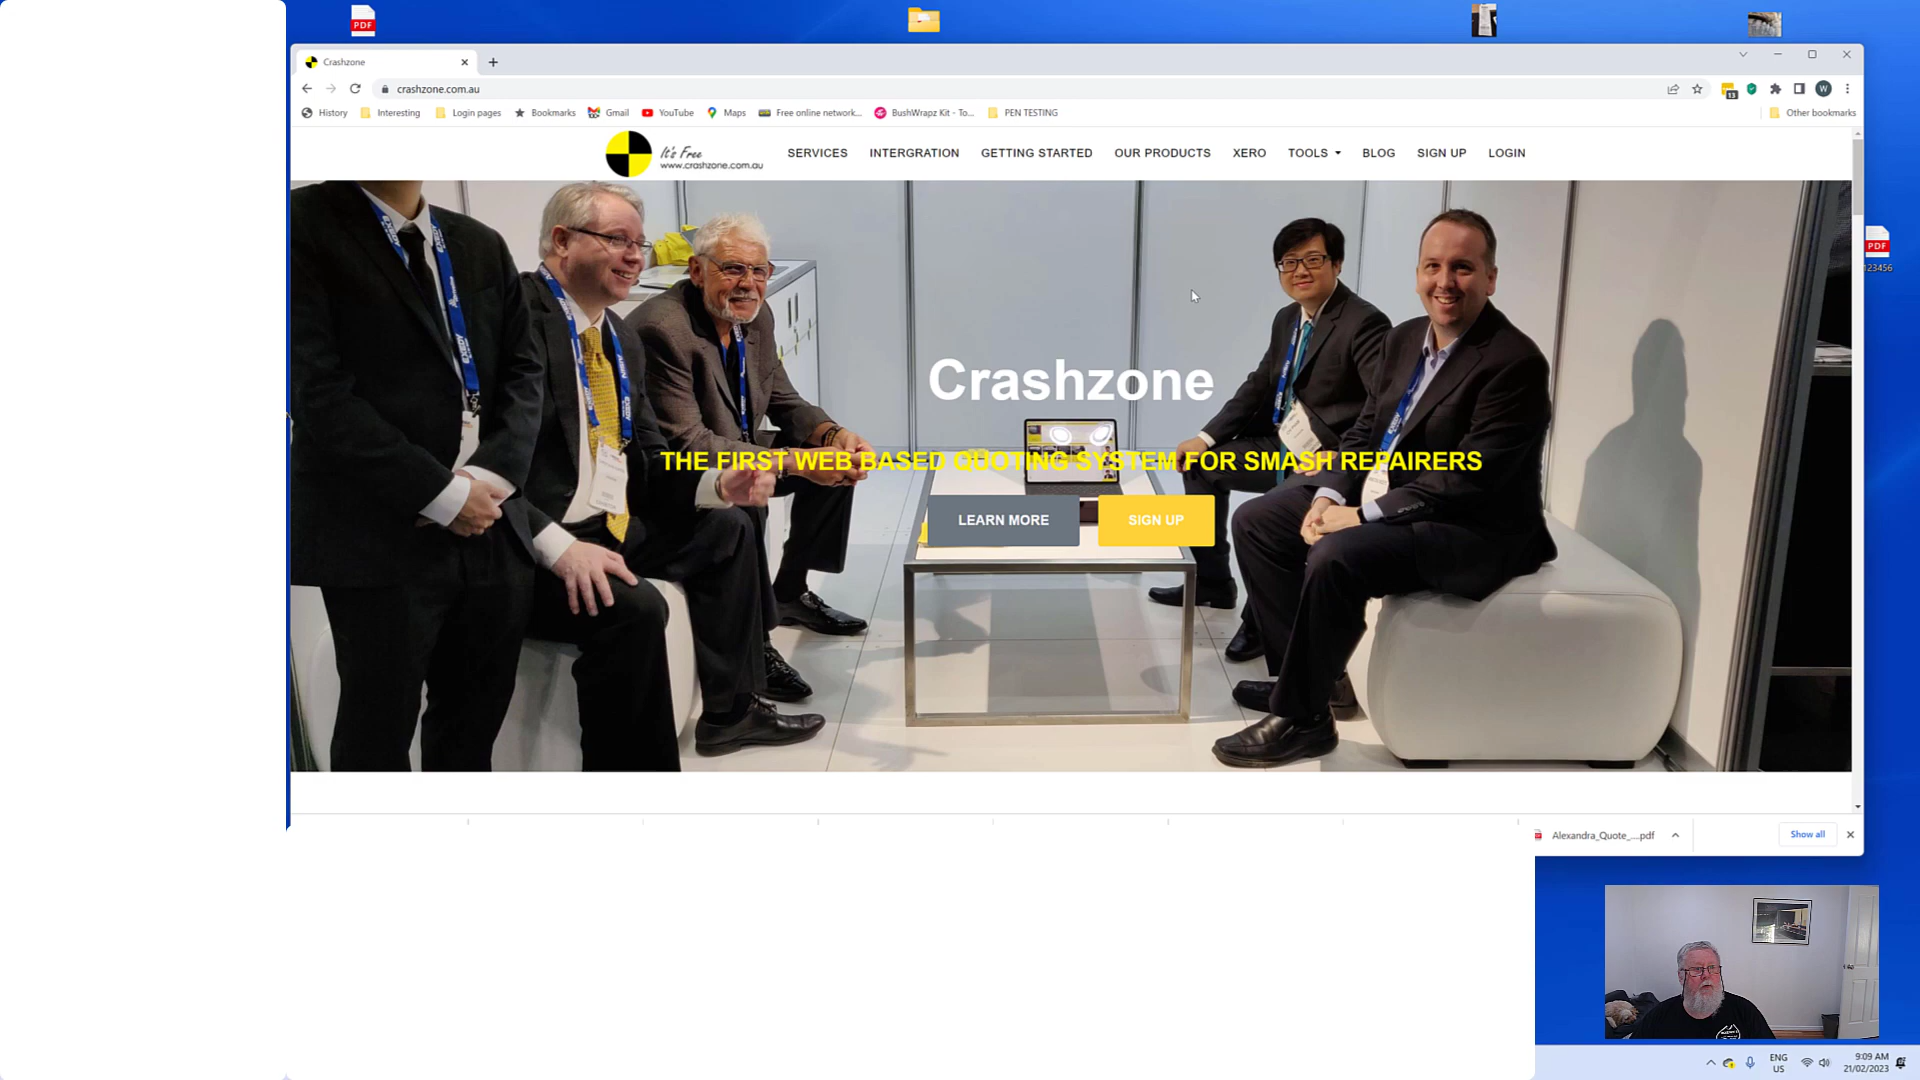 PDF
Crashzone
crashzone.com.au
13
W
History
Interesting
Login pages
Bookmarks
Gmail
YouTube
Maps
Free online network...
BushWrapz Kit - To...
PEN TESTING
Other bookmarks
It's Free
www.crashzone.com.au
SERVICES
INTERGRATION
GETTING STARTED
OUR PRODUCTS
XERO
TOOLS
BLOG
SIGN UP
LOGIN
PDF
123456
EXEDY
Crashzone
THE FIRST WEB BASED QUOTING SYSTEM FOR SMASH REPAIRERS
LEARN MORE
SIGN UP
Alexandra_Quote_....pdf
Show all
ENG
US
9:09 AM
21/02/2023